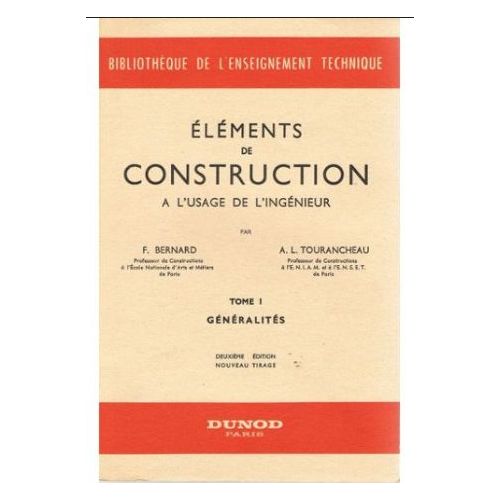 BIBLIOTHÈQUE DE L'ENSEIGNEMENT TECHNIQUE
ÉLÉMENTS
DE
CONSTRUCTION
A L'USAGE DE L'INGÉNIEUR
PAR
F. BERNARD
Professeur de Constructions
à l'École Nationale d'Arts et Métiers
de Paris
A. L. TOURANCHEAU
Professeur de Constructions
à l'E.N.I.A.M. et à l'E.N.S.E.T.
de Paris
TOME I
GÉNÉRALITÉS
DEUXIÈME ÉDITION
NOUVEAU TIRAGE
DUNOD
PARIS